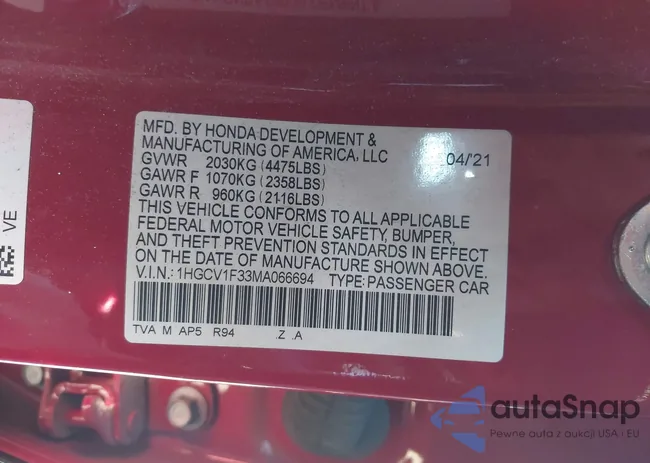 MFD. BY HONDA DEVELOPMENT &
MANUFACTURING OF AMERICA, LLC 04/'21
GVWR 2030KG (4475LBS)
GAWR F 1070KG (2358LBS)
GAWR R 960KG (2116LBS)
THIS VEHICLE CONFORMS TO ALL APPLICABLE
FEDERAL MOTOR VEHICLE SAFETY, BUMPER,
AND THEFT PREVENTION STANDARDS IN EFFECT
ON THE DATE OF MANUFACTURE SHOWN ABOVE.
V.I.N.: 1HGCV1F33MA066694 TYPE: PASSENGER CAR
TVA M AP5 R94 .Z .A
VE
autaSnap
Pewne auta z aukcji USA i EU